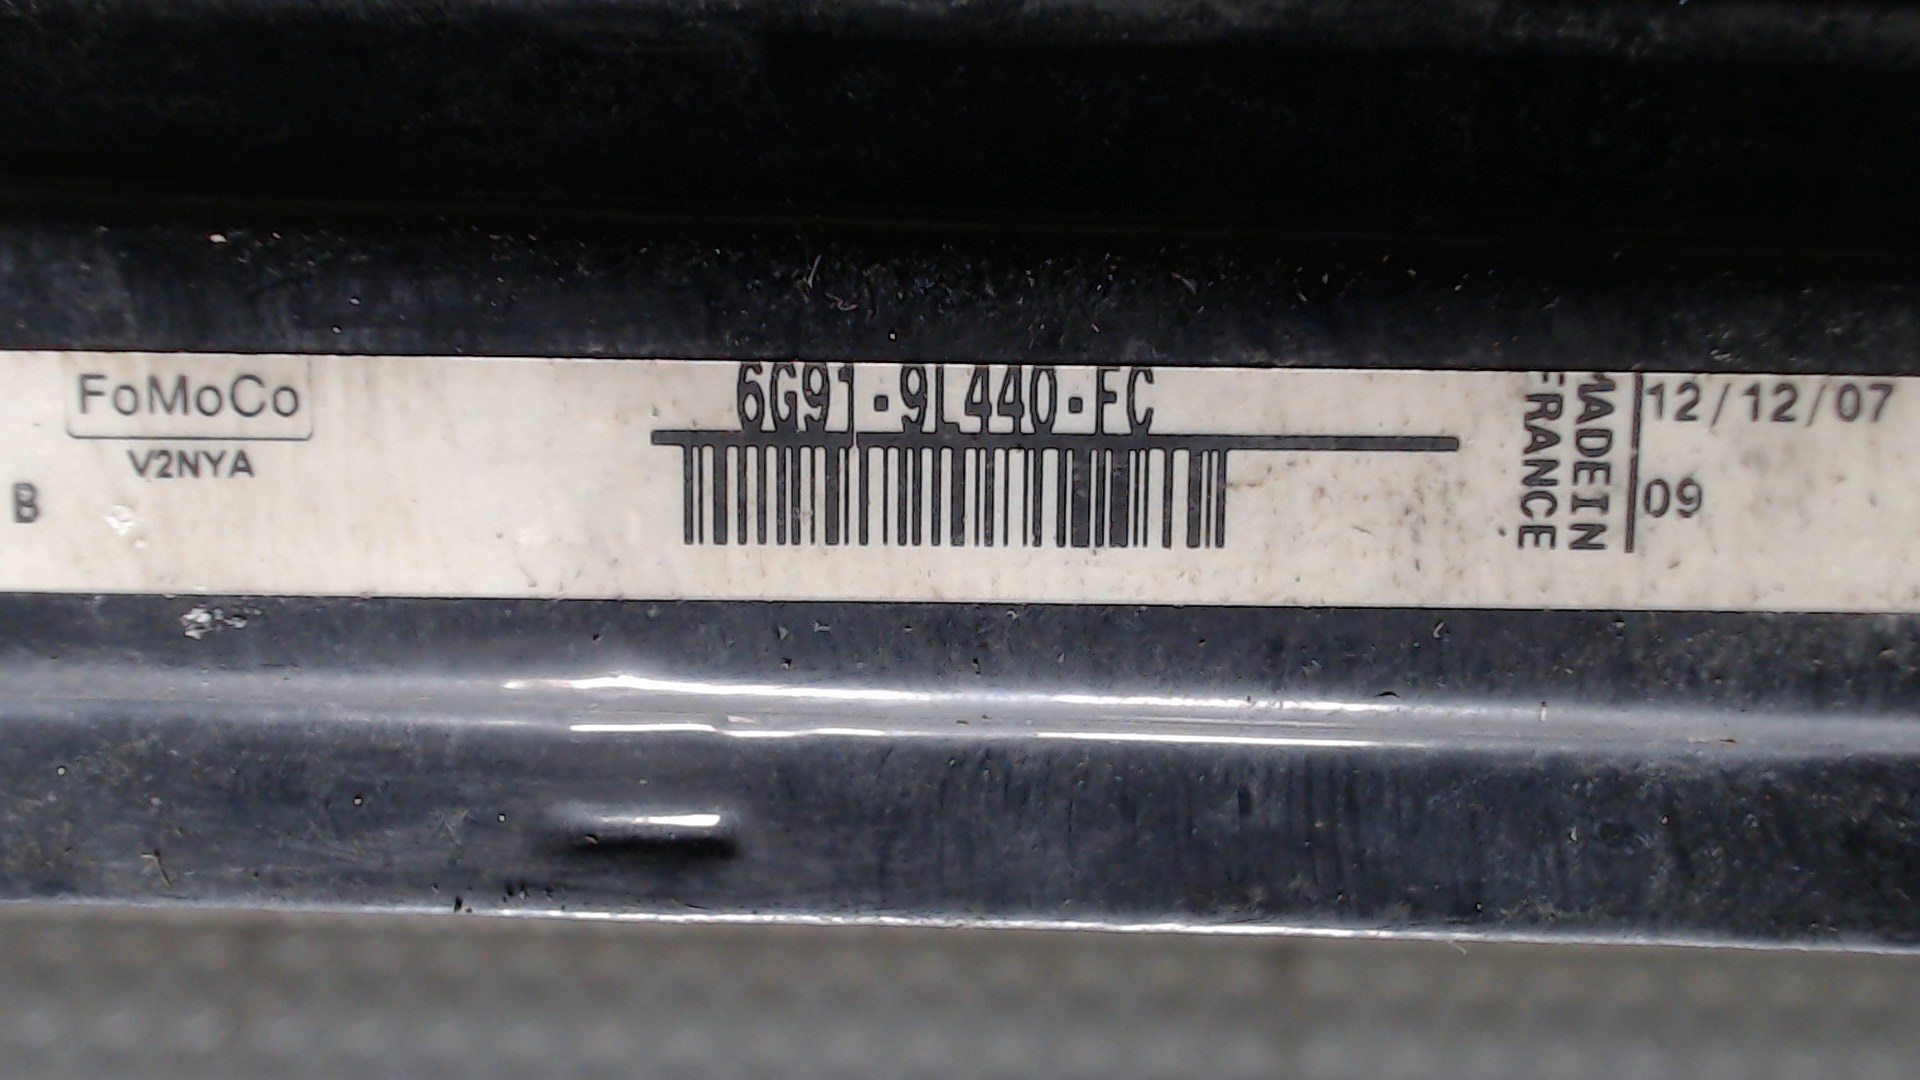 FoMoCo
V2NYA
B
6G91-9L440-FC
MADE IN
FRANCE
12/12/07
09